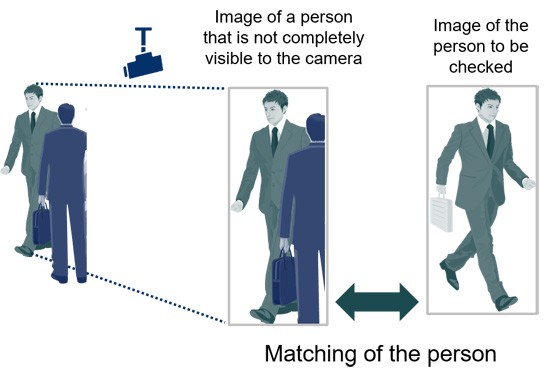 Image of a person
that is not completely
visible to the camera
Image of the
person to be
checked
Matching of the person